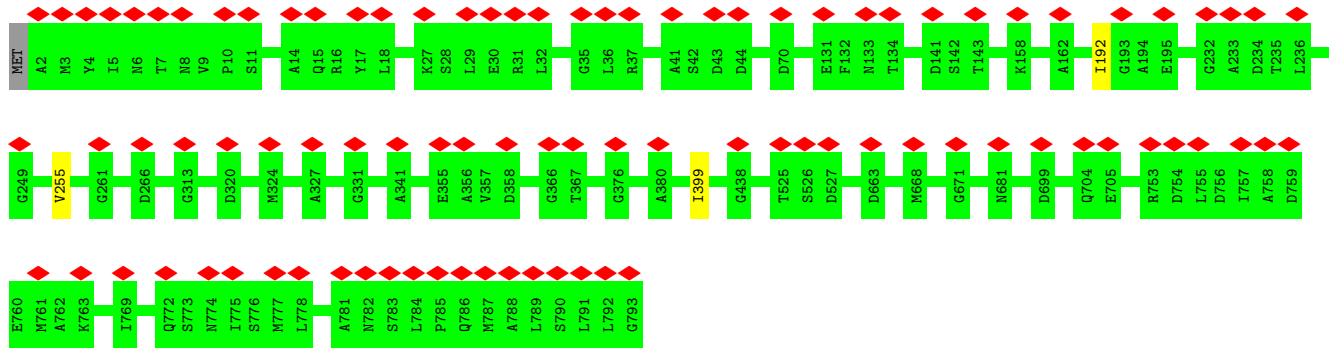 MET A2 M3 Y4 I5 N6 T7 N8 V9 P10 S11 A14 Q15 R16 Y17 L18 K27 S28 L29 E30 R31 L32 G35 L36 R37 A41 S42 D43 D44 D70 E131 F132 N133 T134 D141 S142 T143 K158 A162 I192 G193 A194 E195 G232 A233 D234 T235 L236
G249 V255 G261 D266 G313 D320 M324 A327 G331 A341 E355 A356 V357 D358 G366 T367 G376 A380 I399 G438 T525 S526 D527 D663 M668 G671 N681 D699 Q704 E705 R753 D754 L755 D756 I757 A758 D759
E760 M761 A762 K763 I769 Q772 S773 N774 I775 S776 M777 L778 A781 N782 S783 L784 P785 Q786 M787 A788 L789 S790 L791 L792 G793